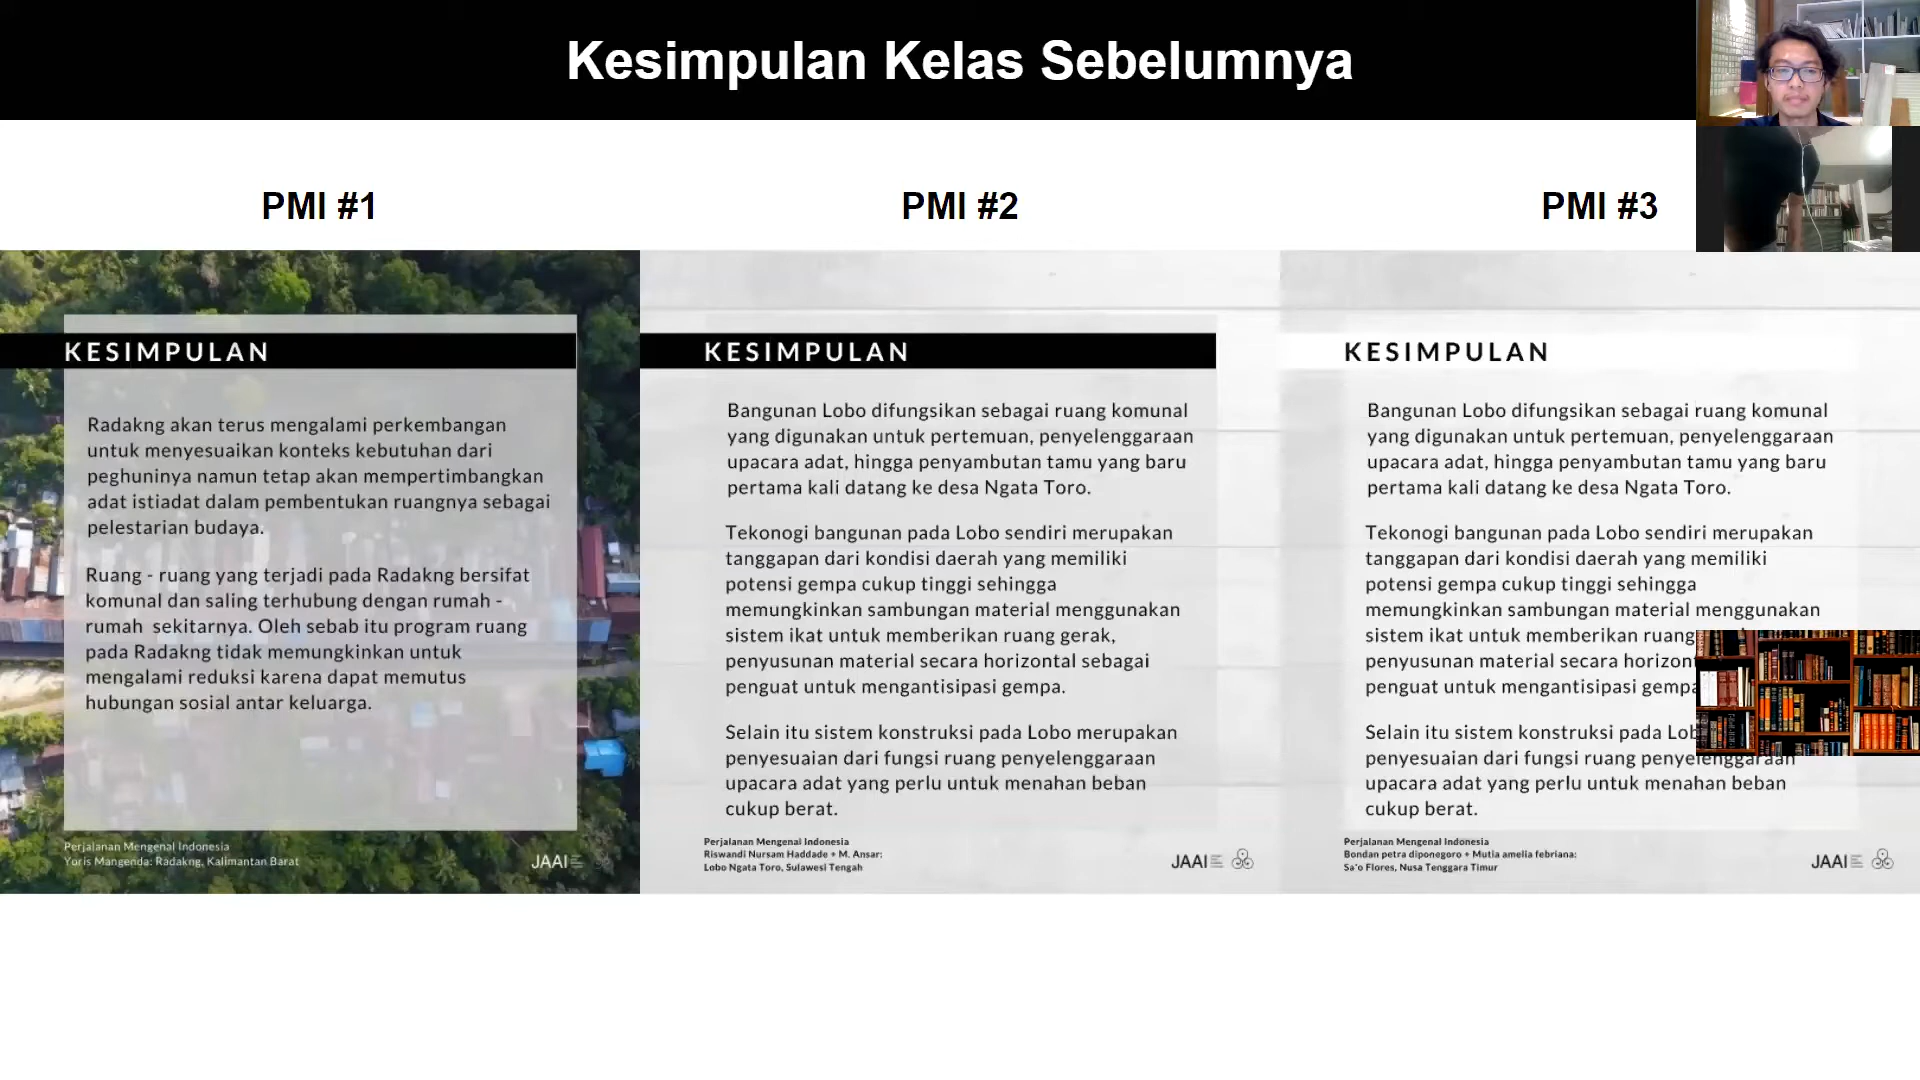 Kesimpulan Kelas Sebelumnya
PMI #1
KESIMPULAN
Radakng akan terus mengalami perkembangan
untuk menyesuaikan konteks kebutuhan dari
peghuninya namun tetap akan mempertimbangkan
adat istiadat dalam pembentukan ruangnya sebagai
pelestarian budaya.
Ruang - ruang yang terjadi pada Radakng bersifat
komunal dan saling terhubung dengan rumah -
rumah sekitarnya. Oleh sebab itu program ruang
pada Radakng tidak memungkinkan untuk
mengalami reduksi karena dapat memutus
hubungan sosial antar keluarga.
Perjalanan Mengenal Indonesia
Yoris Mangenda: Radakng, Kalimantan Barat
JAAI
PMI #2
KESIMPULAN
Bangunan Lobo difungsikan sebagai ruang komunal
yang digunakan untuk pertemuan, penyelenggaraan
upacara adat, hingga penyambutan tamu yang baru
pertama kali datang ke desa Ngata Toro.
Tekonogi bangunan pada Lobo sendiri merupakan
tanggapan dari kondisi daerah yang memiliki
potensi gempa cukup tinggi sehingga
memungkinkan sambungan material menggunakan
sistem ikat untuk memberikan ruang gerak,
penyusunan material secara horizontal sebagai
penguat untuk mengantisipasi gempa.
Selain itu sistem konstruksi pada Lobo merupakan
penyesuaian dari fungsi ruang penyelenggaraan
upacara adat yang perlu untuk menahan beban
cukup berat.
Perjalanan Mengenal Indonesia
Riswandi Nursam Haddade + M. Ansar:
Lobo Ngata Toro, Sulawesi Tengah
JAAI
PMI #3
KESIMPULAN
Bangunan Lobo difungsikan sebagai ruang komunal
yang digunakan untuk pertemuan, penyelenggaraan
upacara adat, hingga penyambutan tamu yang baru
pertama kali datang ke desa Ngata Toro.
Tekonogi bangunan pada Lobo sendiri merupakan
tanggapan dari kondisi daerah yang memiliki
potensi gempa cukup tinggi sehingga
memungkinkan sambungan material menggunakan
sistem ikat untuk memberikan ruang
penyusunan material secara
penguat untuk mengantisipasi gempa
Selain itu sistem konstruksi pada
penyesuaian dari fungsi ruang penyelenggaraan
upacara adat yang perlu untuk menahan beban
cukup berat.
Perjalanan Mengenal Indonesia
Bondan petra diponegoro + Mutia amelia febriana:
Sa'o Flores, Nusa Tenggara Timur
JAAI